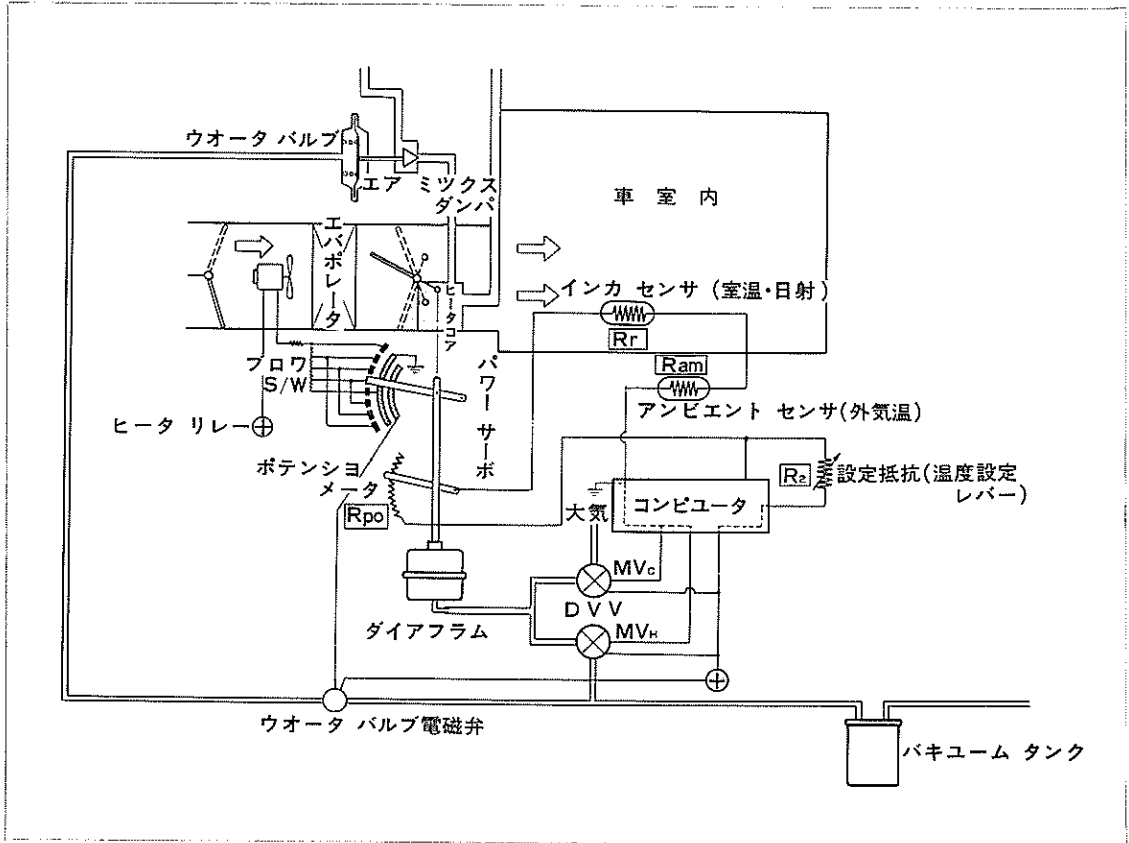 ウオータ バルブ
エア
ミツクス
ダンパ
車室内
エバポレータ
ヒータコア
インカ センサ (室温・日射)
Rr
Ram
アンビエント センサ(外気温)
ブロワ
S/W
パワーサーボ
ヒータ リレー
ポテンショ
メータ
Rpo
Rz
設定抵抗(温度設定
レバー)
コンピユータ
大気
MVC
DVV
MVH
ダイアフラム
ウオータ バルブ電磁弁
バキユーム タンク